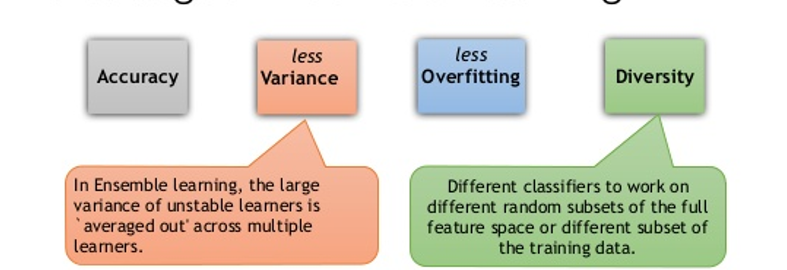 Accuracy
less
Variance
less
Overfitting
Diversity
In Ensemble learning, the large
variance of unstable learners is
`averaged out' across multiple
learners.
Different classifiers to work on
different random subsets of the full
feature space or different subset of
the training data.